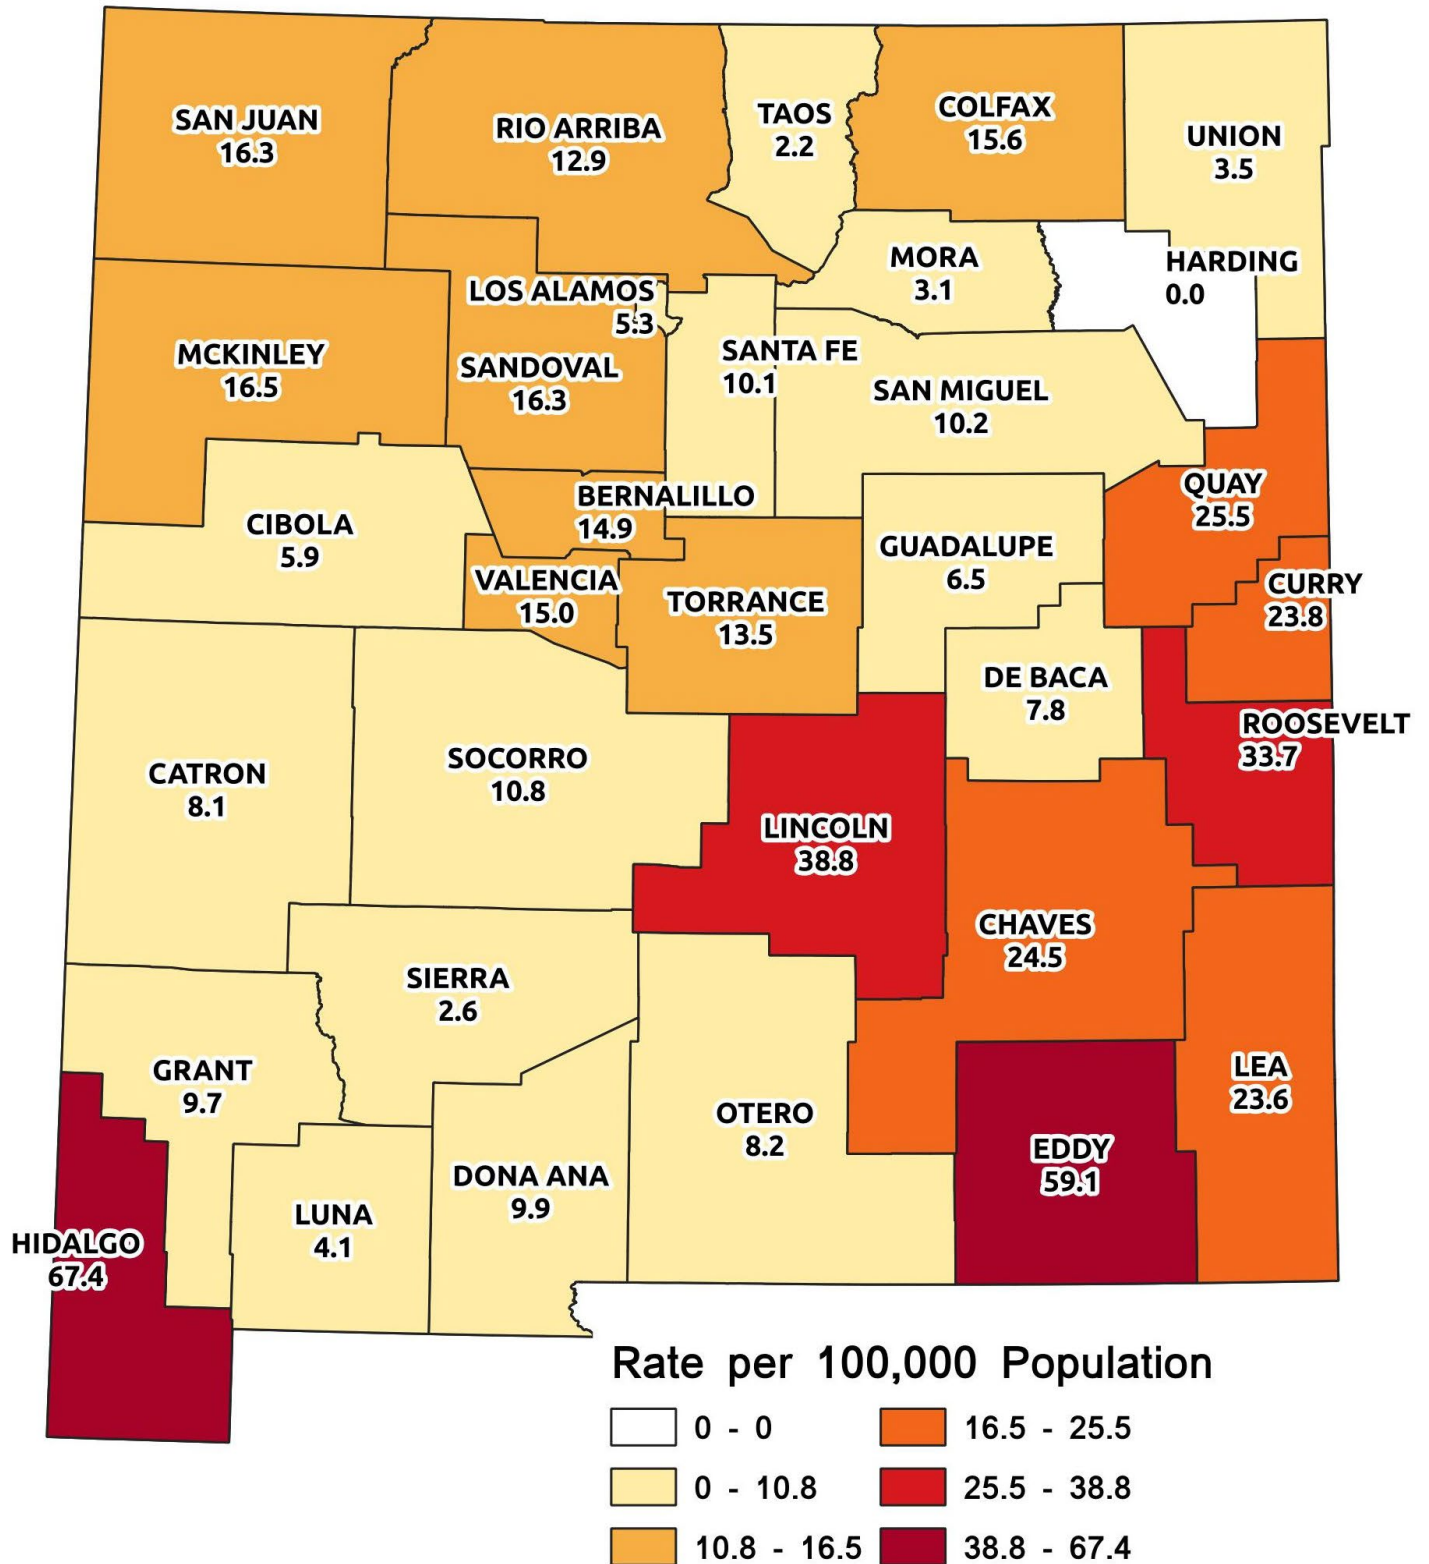 SAN JUAN
16.3
RIO ARRIBA
12.9
TAOS
2.2
COLFAX
15.6
UNION
3.5
MORA
3.1
HARDING
0.0
LOS ALAMOS
5.3
MCKINLEY
16.5
SANDOVAL
16.3
SANTA FE
10.1
SAN MIGUEL
10.2
QUAY
25.5
BERNALILLO
14.9
CIBOLA
5.9
GUADALUPE
6.5
VALENCIA
15.0
TORRANCE
13.5
CURRY
23.8
DE BACA
7.8
ROOSEVELT
33.7
CATRON
8.1
SOCORRO
10.8
LINCOLN
38.8
CHAVES
24.5
SIERRA
2.6
GRANT
9.7
LEA
23.6
OTERO
8.2
EDDY
59.1
DONA ANA
9.9
LUNA
4.1
HIDALGO
67.4
Rate per 100,000 Population
0 - 0
0 - 10.8
10.8 - 16.5
16.5 - 25.5
25.5 - 38.8
38.8 - 67.4